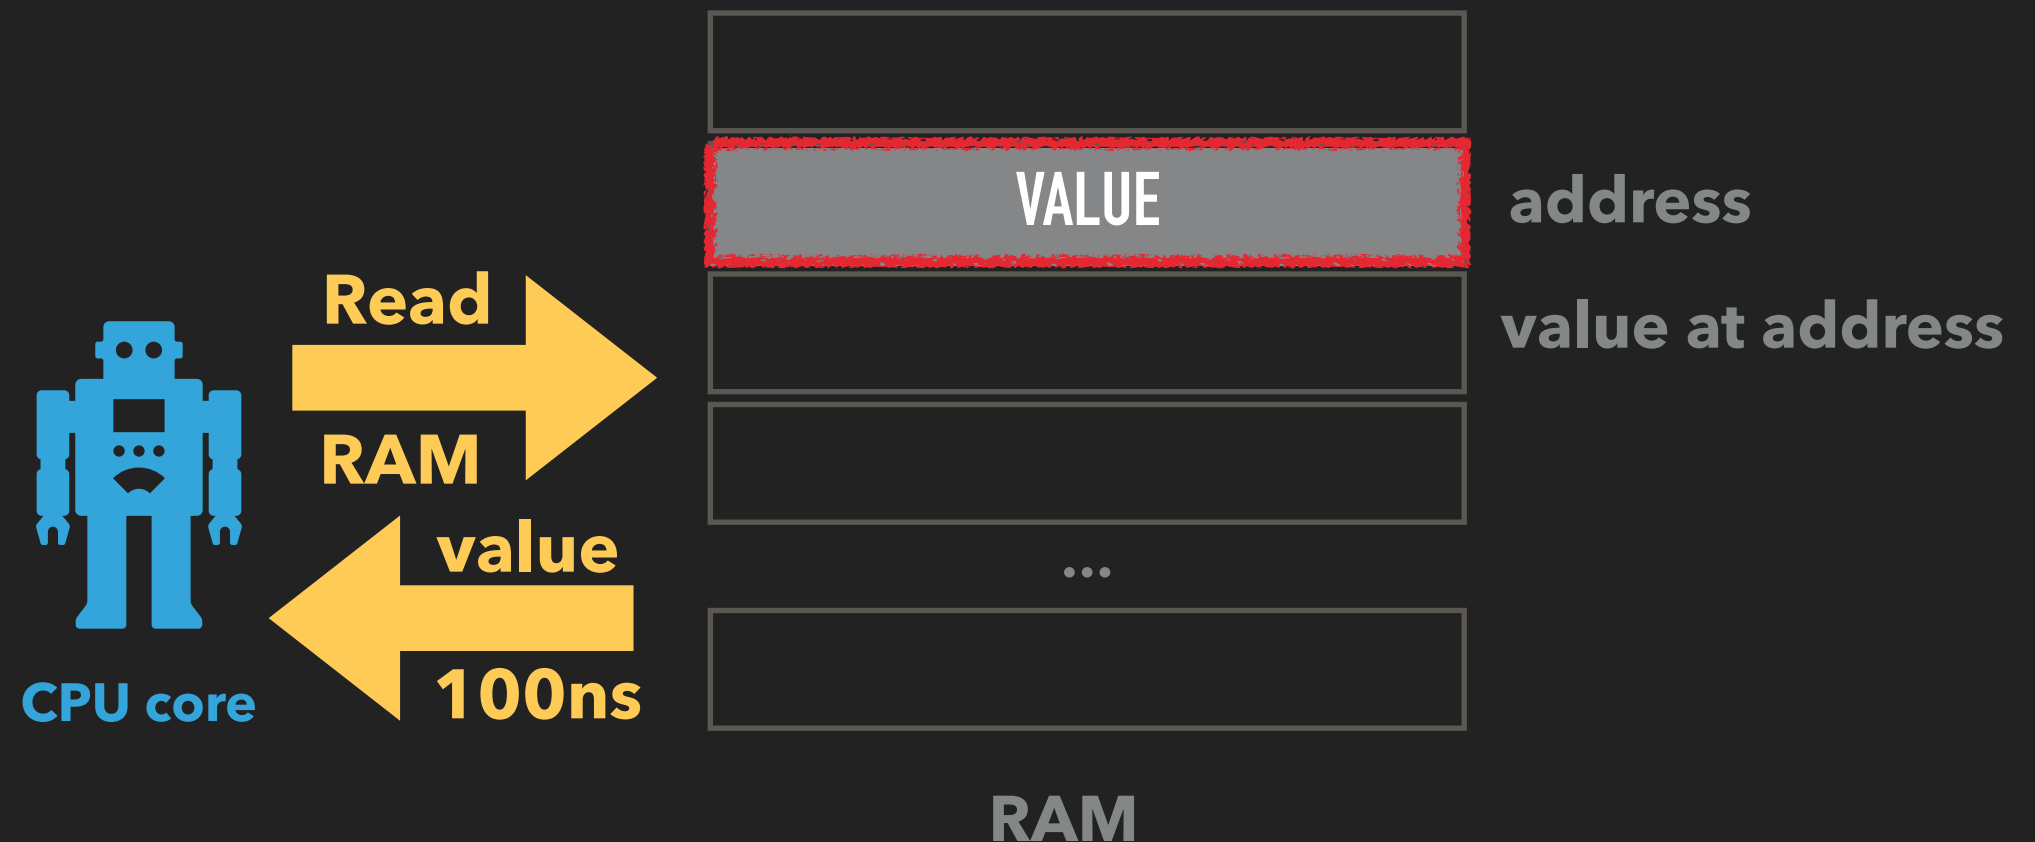 VALUE
address
value at address
Read
RAM
value
100ns
CPU core
...
RAM